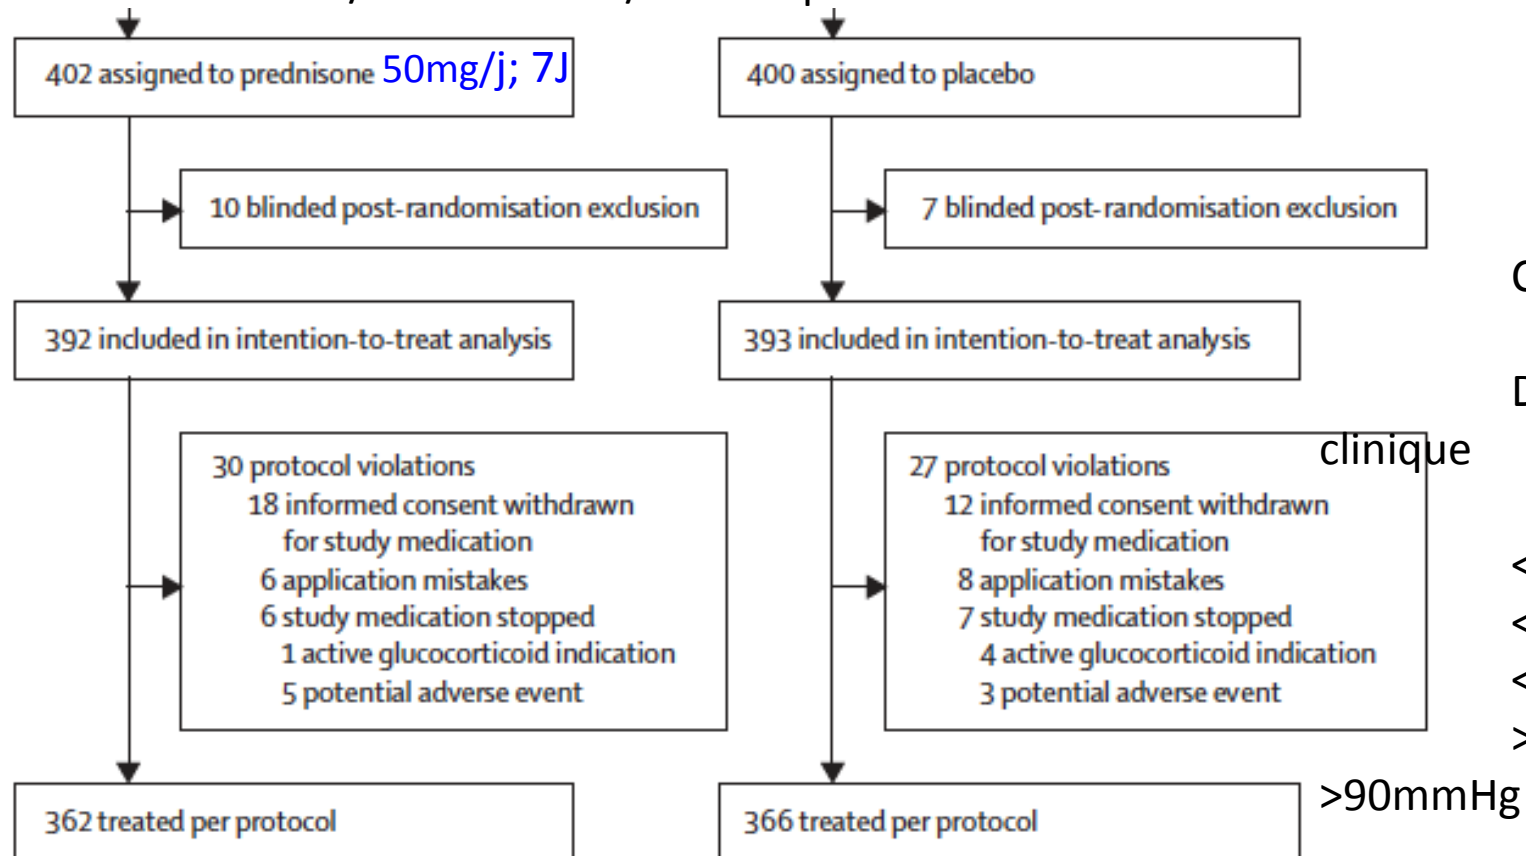 402 assigned to prednisone 50mg/j; 7J
400 assigned to placebo
10 blinded post-randomisation exclusion
7 blinded post-randomisation exclusion
392 included in intention-to-treat analysis
393 included in intention-to-treat analysis
30 protocol violations
18 informed consent withdrawn
for study medication
6 application mistakes
6 study medication stopped
1 active glucocorticoid indication
5 potential adverse event
27 protocol violations
12 informed consent withdrawn
for study medication
8 application mistakes
7 study medication stopped
4 active glucocorticoid indication
3 potential adverse event
362 treated per protocol
366 treated per protocol
clinique
<
<
<
>
>90mmHg